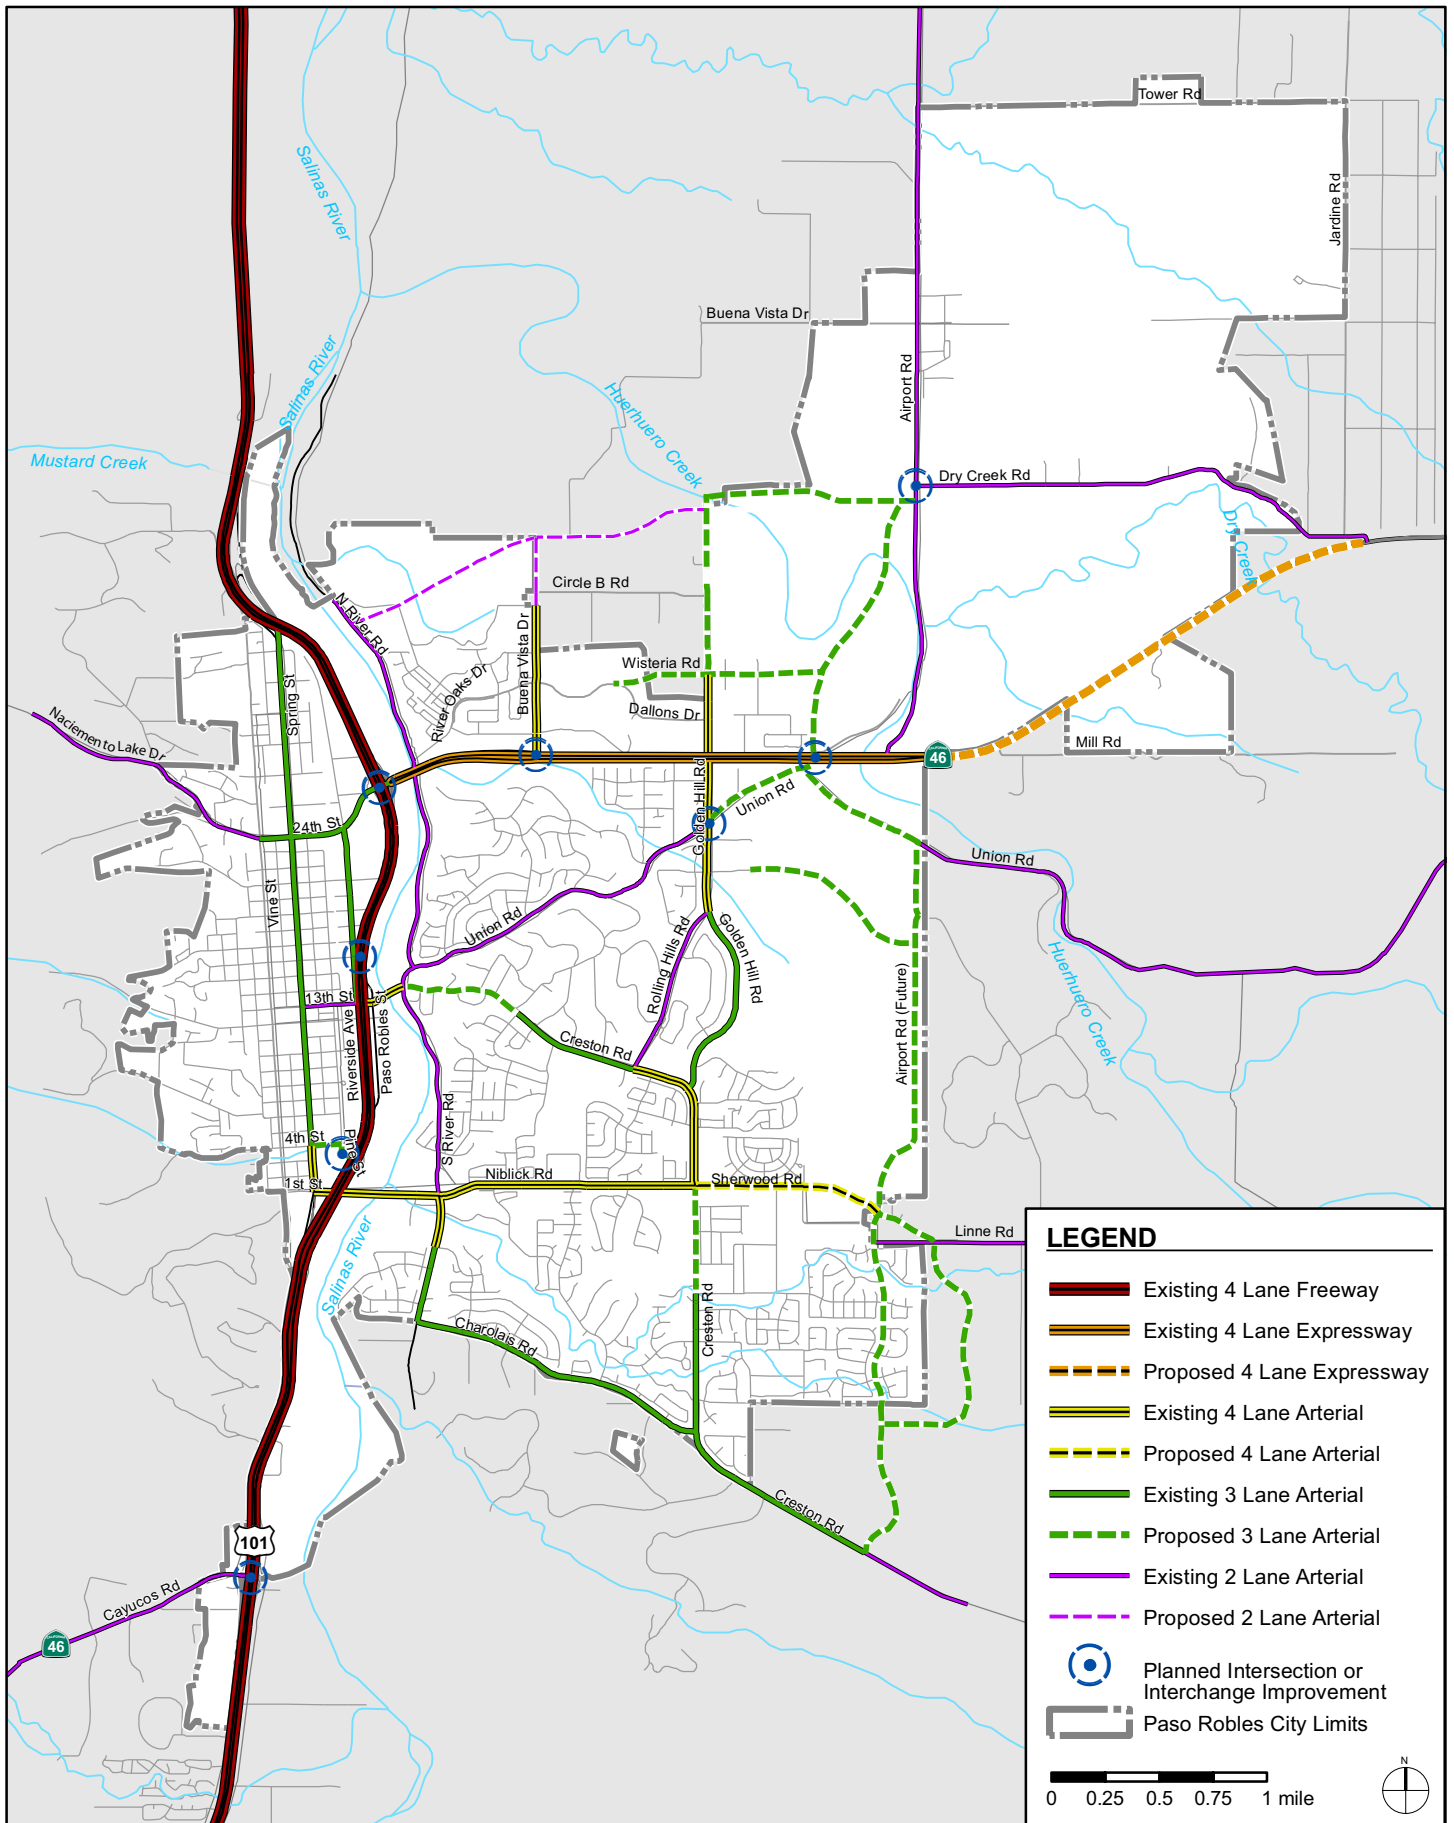 Tower Rd
Jardine Rd
Salinas River
Buena Vista Dr
Salinas River
Airport Rd
Huerhuero Creek
Mustard Creek
Dry Creek Rd
Dry Creek
Circle B Rd
N River Rd
Buena Vista Dr
Wisteria Rd
River Oaks Dr
Spring St
Dallons Dr
Naciemento Lake Dr
Mill Rd
CALIFORNIA
46
Golden Hill Rd
Union Rd
24th St
Union Rd
Vine St
Union Rd
Rolling Hills Rd
Golden Hill Rd
Huerhuero Creek
13th St
Riverside Ave
Paso Robles St
Creston Rd
Airport Rd (Future)
S River Rd
4th St
Pine St
Niblick Rd
Sherwood Rd
1st St
Linne Rd
Salinas River
Creston Rd
Charolais Rd
Creston Rd
101
Cayucos Rd
CALIFORNIA
46
LEGEND
Existing 4 Lane Freeway
Existing 4 Lane Expressway
Proposed 4 Lane Expressway
Existing 4 Lane Arterial
Proposed 4 Lane Arterial
Existing 3 Lane Arterial
Proposed 3 Lane Arterial
Existing 2 Lane Arterial
Proposed 2 Lane Arterial
Planned Intersection or
Interchange Improvement
Paso Robles City Limits
N
0 0.25 0.5 0.75 1 mile